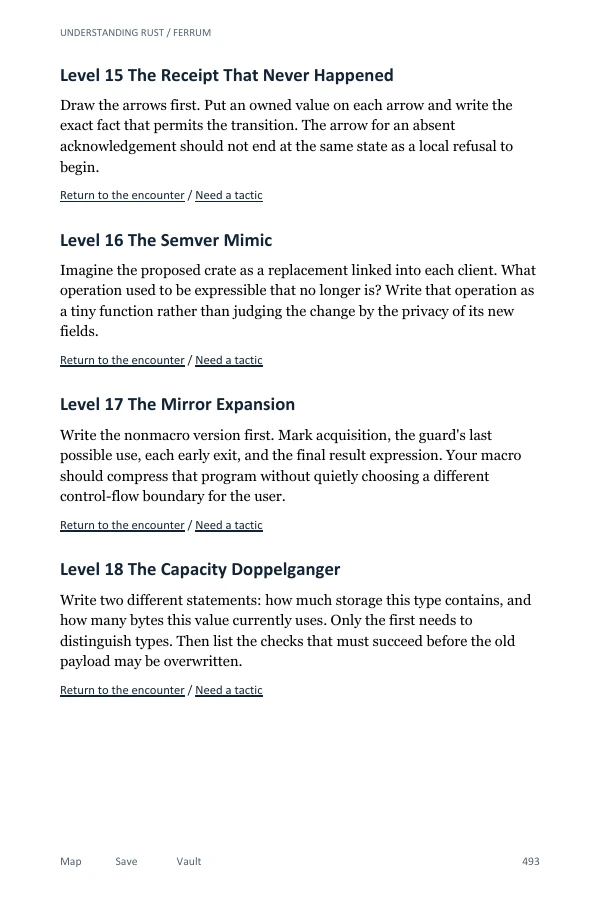 UNDERSTANDING RUST / FERRUM
Level 15 The Receipt That Never Happened
Draw the arrows first. Put an owned value on each arrow and write the
exact fact that permits the transition. The arrow for an absent
acknowledgement should not end at the same state as a local refusal to
begin.
Return to the encounter / Need a tactic
Level 16 The Semver Mimic
Imagine the proposed crate as a replacement linked into each client. What
operation used to be expressible that no longer is? Write that operation as
a tiny function rather than judging the change by the privacy of its new
fields.
Return to the encounter / Need a tactic
Level 17 The Mirror Expansion
Write the nonmacro version first. Mark acquisition, the guard's last
possible use, each early exit, and the final result expression. Your macro
should compress that program without quietly choosing a different
control-flow boundary for the user.
Return to the encounter / Need a tactic
Level 18 The Capacity Doppelganger
Write two different statements: how much storage this type contains, and
how many bytes this value currently uses. Only the first needs to
distinguish types. Then list the checks that must succeed before the old
payload may be overwritten.
Return to the encounter / Need a tactic
Map Save Vault 493